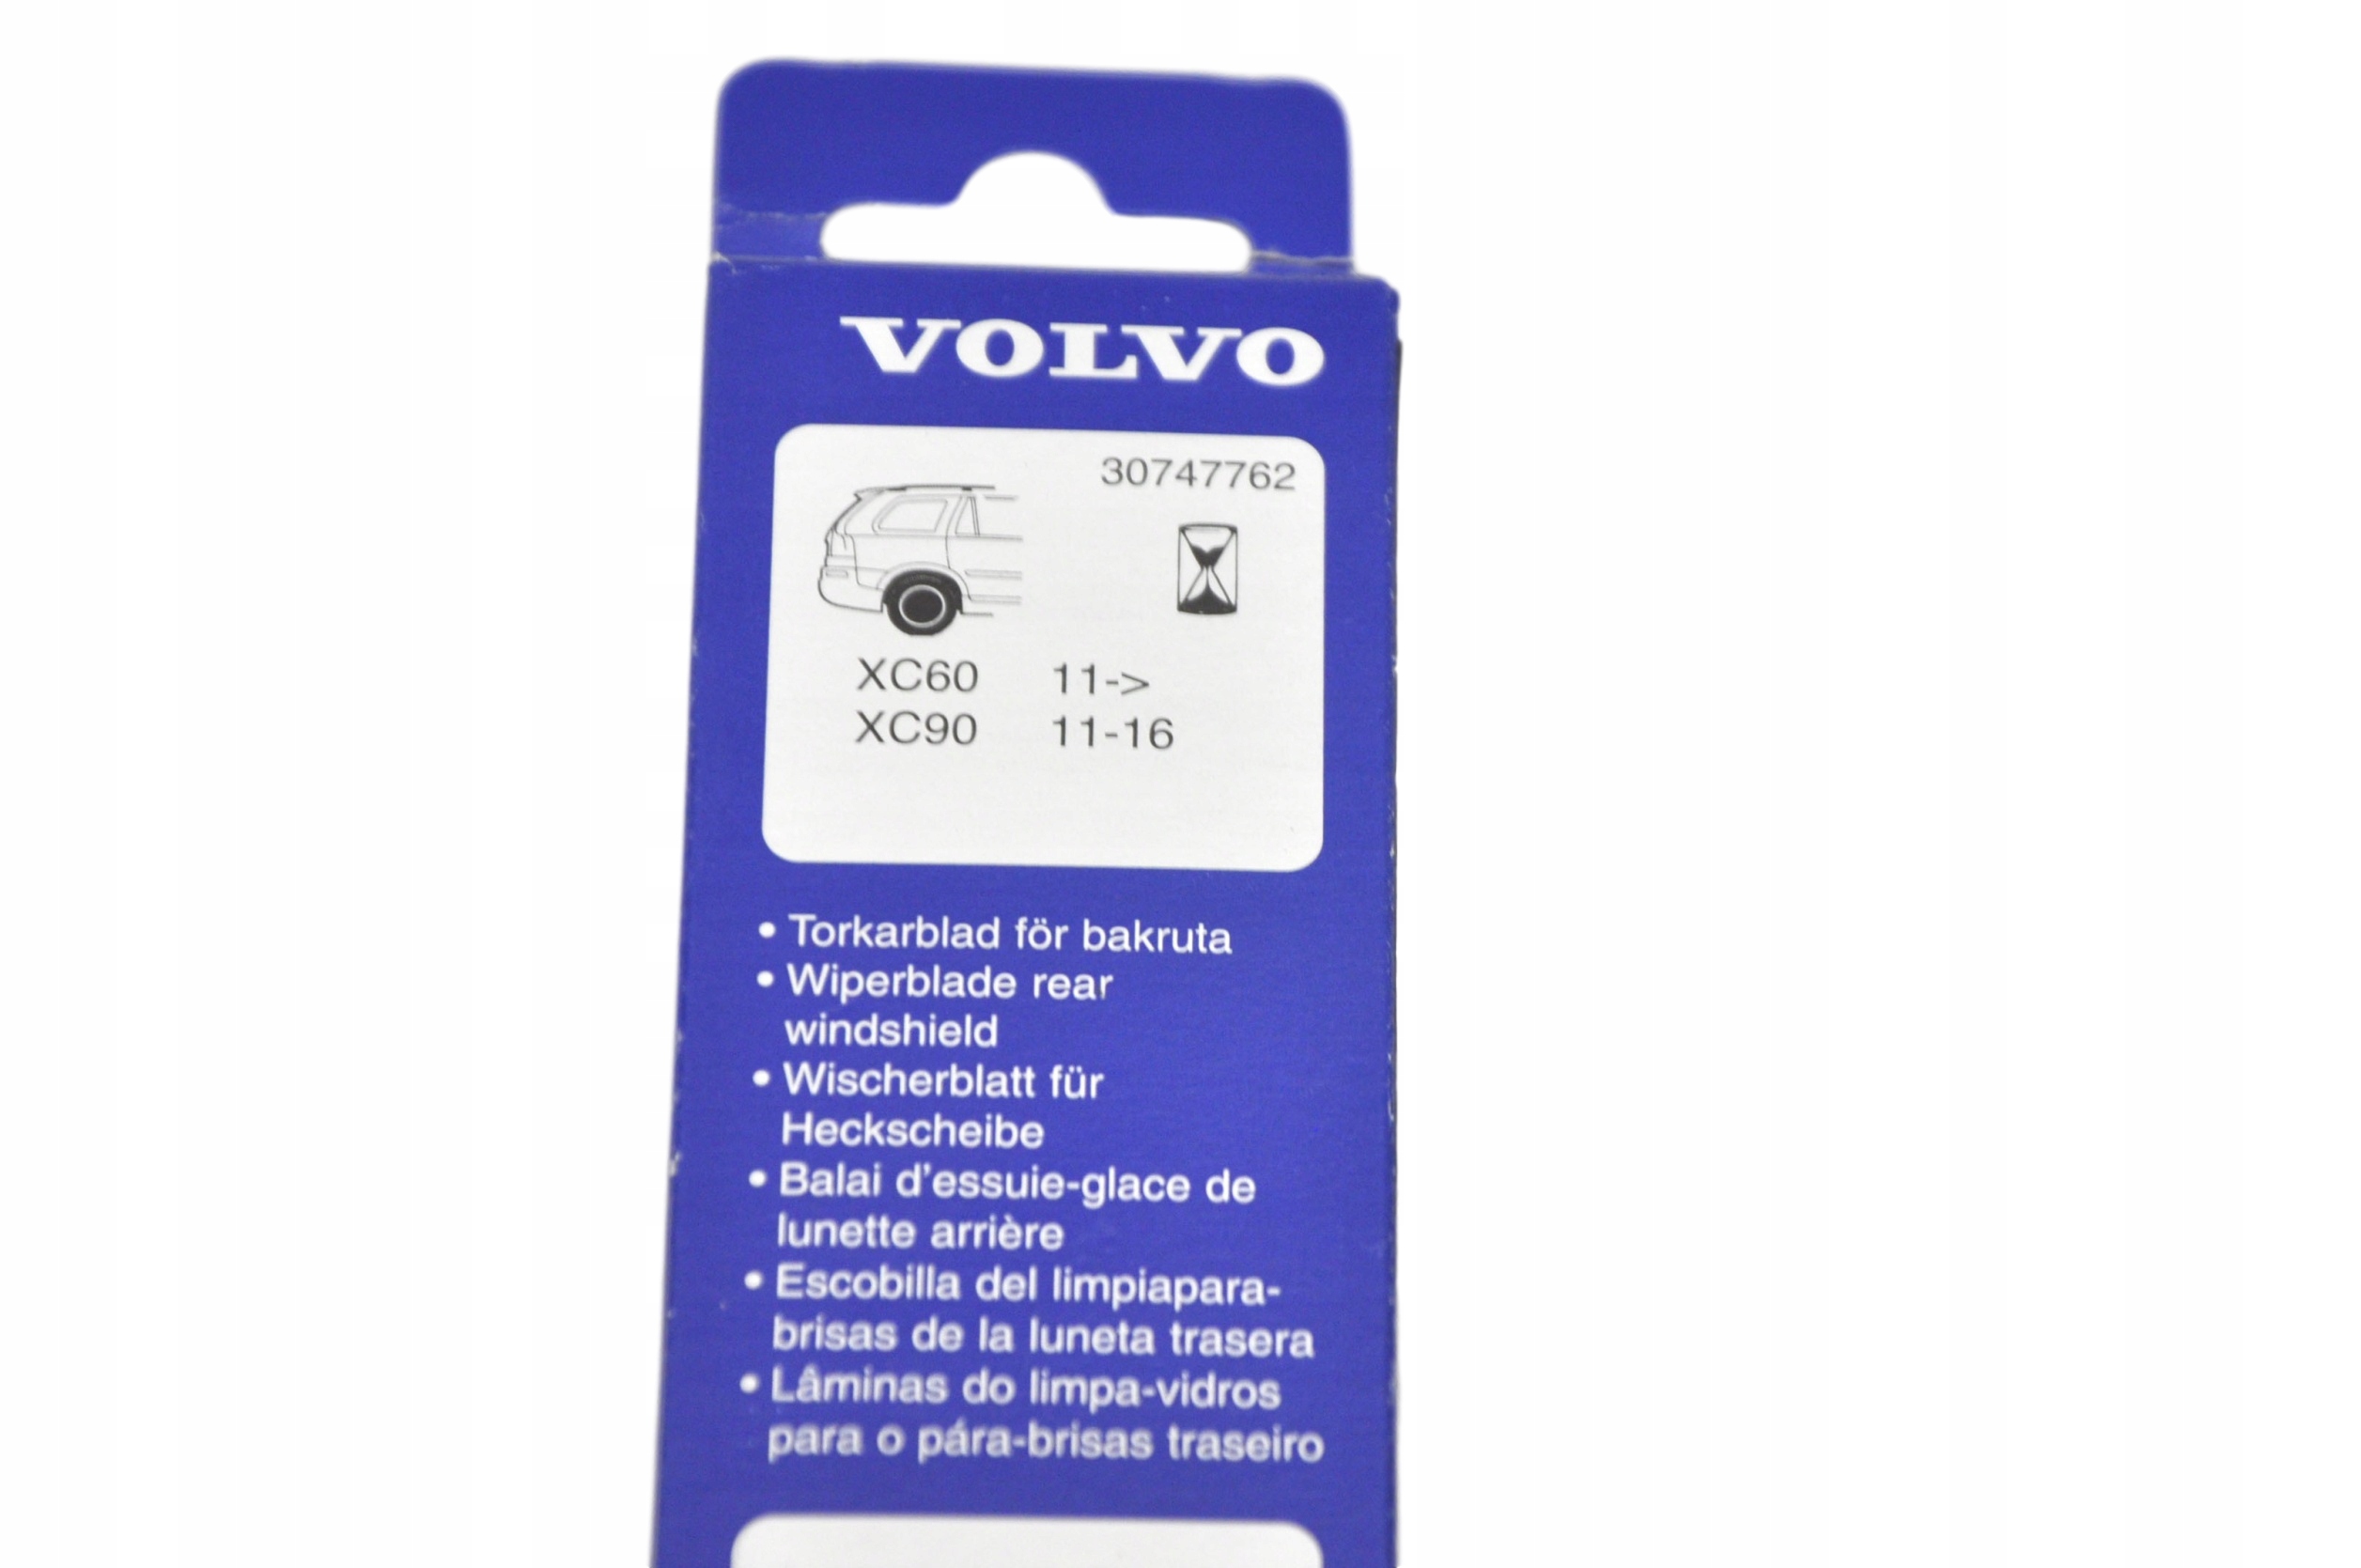 VOLVO
30747762
XC60 11->
XC90 11-16
• Torkarblad för bakruta
• Wiperblade rear
windshield
• Wischerblatt für
Heckscheibe
• Balai d'essuie-glace de
lunette arrière
• Escobilla del limpiapara-
brisas de la luneta trasera
• Lâminas do limpa-vidros
para o pára-brisas traseiro